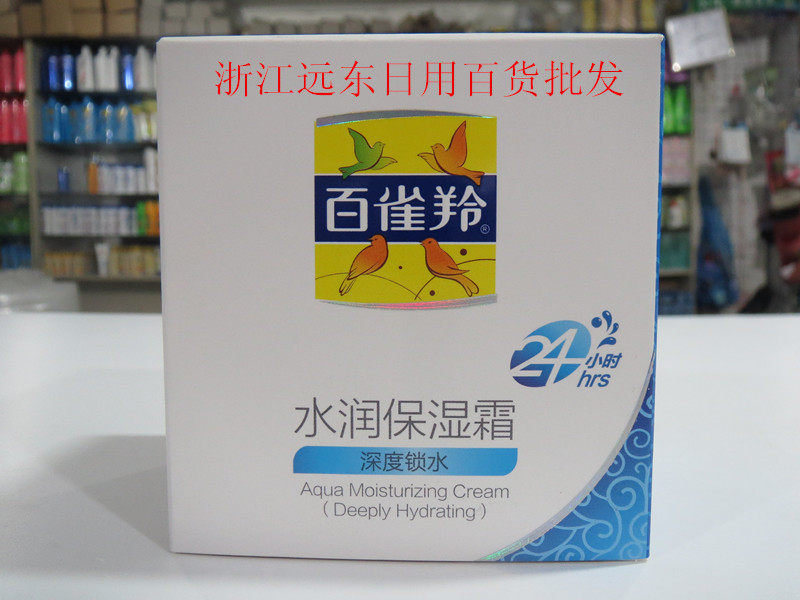 浙江远东日用百货批发
百雀羚®
24小时
hrs
水润保湿霜
深度锁水
Aqua Moisturizing Cream
( Deeply Hydrating )